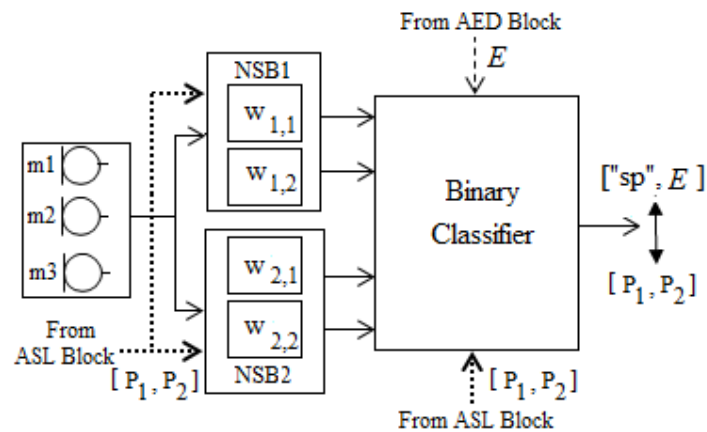 From AED Block
E
NSB1
w1,1
w1,2
m1
m2
m3
Binary
Classifier
["sp", E]
[P1, P2]
w2,1
w2,2
NSB2
From
ASL Block
[P1, P2]
[P1, P2]
From ASL Block